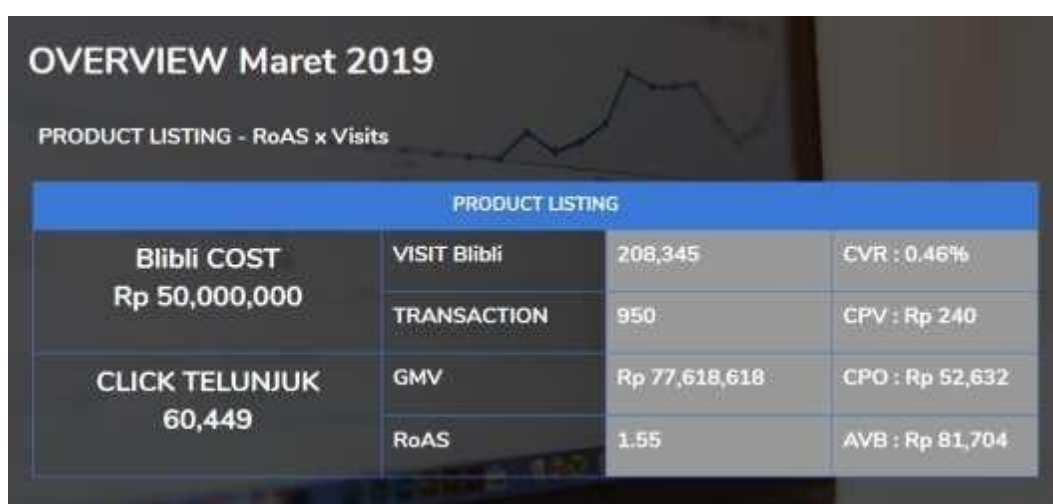 OVERVIEW Maret 2019
PRODUCT LISTING - RoAS x Visits
PRODUCT LISTING
Blibli COST
Rp 50,000,000
VISIT Blibli
208,345
CVR : 0.46%
TRANSACTION
950
CPV : Rp 240
CLICK TELUNJUK
60,449
GMV
Rp 77,618,618
CPO : Rp 52,632
RoAS
1.55
AVB : Rp 81,704